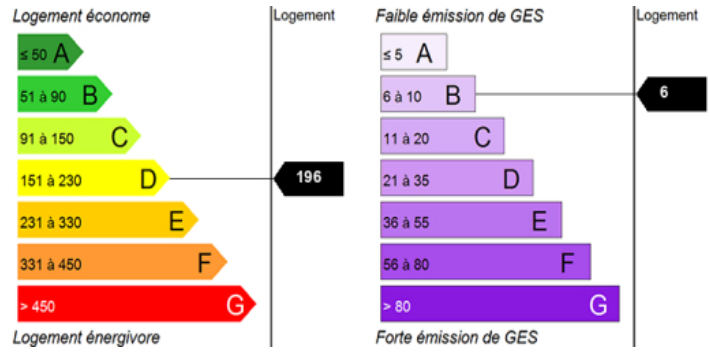 Logement économe
Logement
≤ 50 A
51 à 90 B
91 à 150 C
151 à 230 D
196
231 à 330 E
331 à 450 F
> 450 G
Logement énergivore
Faible émission de GES
Logement
≤ 5 A
6 à 10 B
6
11 à 20 C
21 à 35 D
36 à 55 E
56 à 80 F
> 80 G
Forte émission de GES